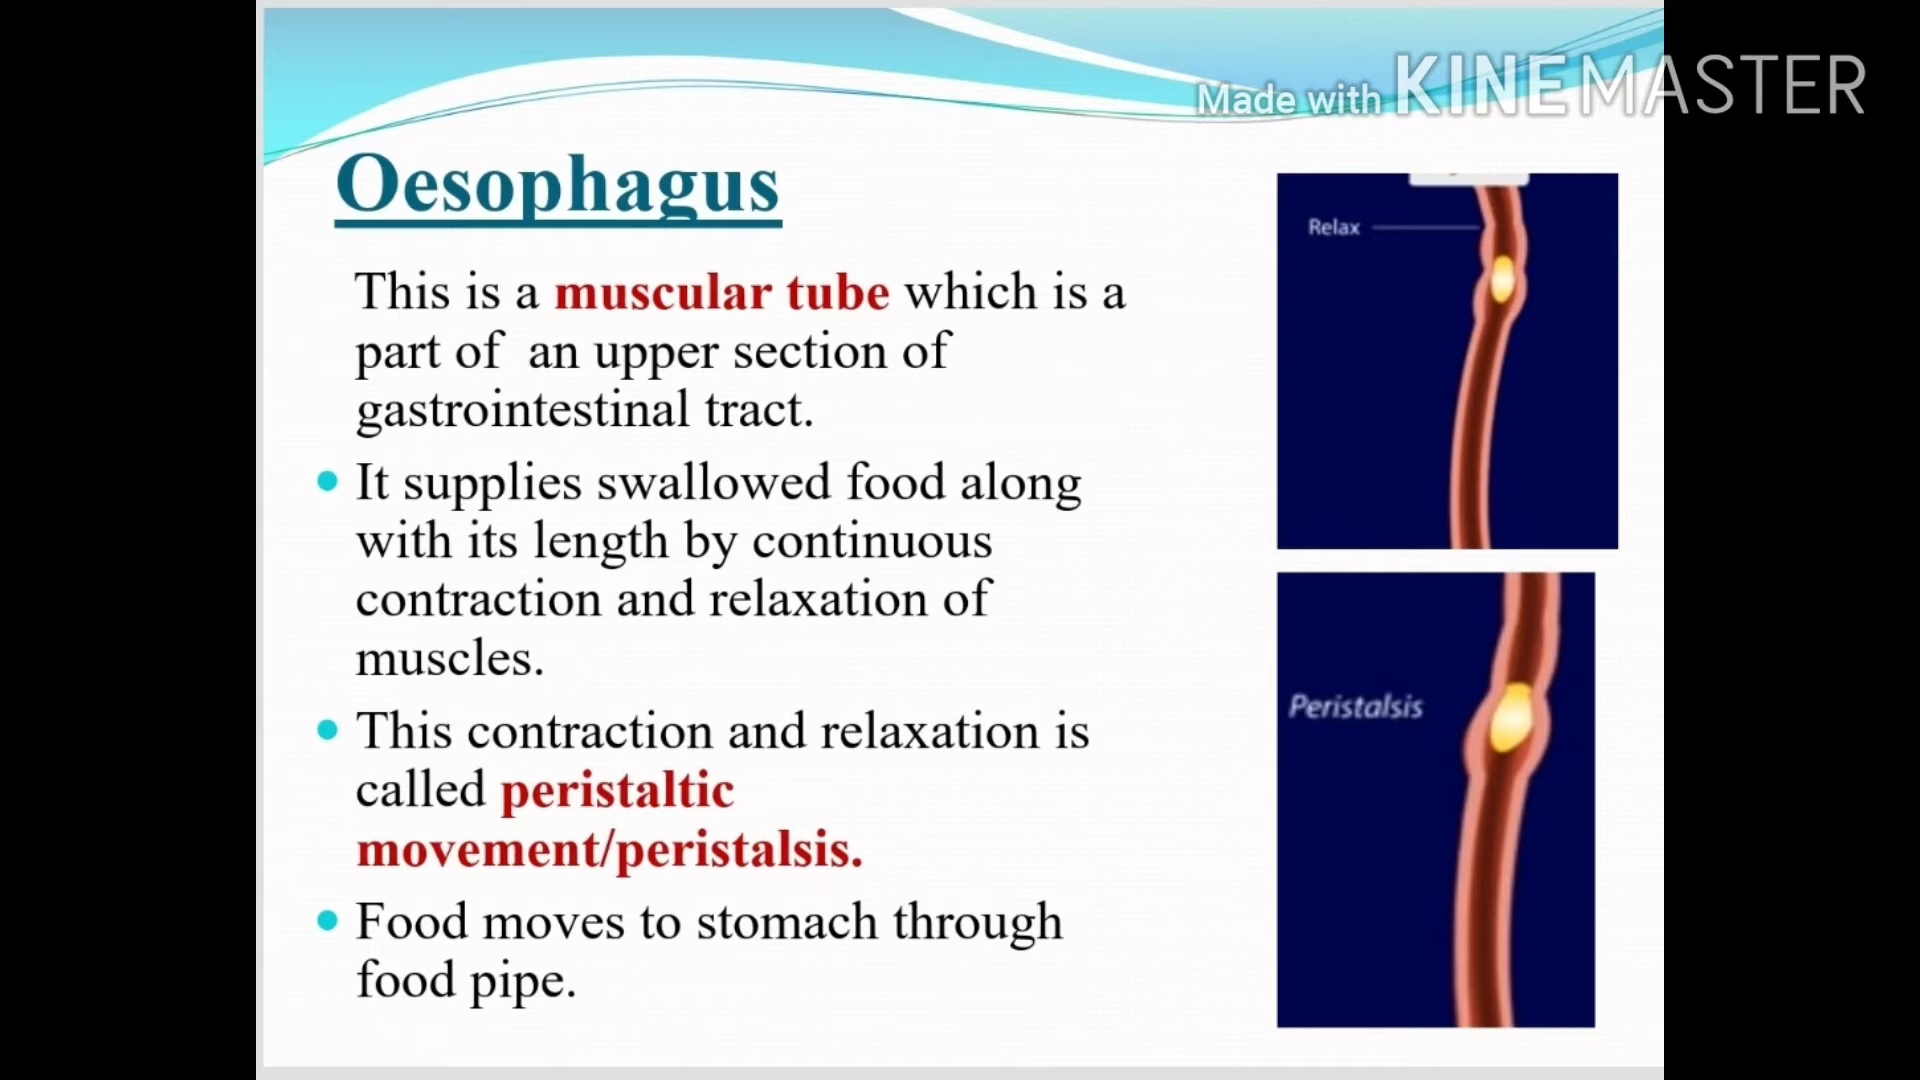 Made with KINEMASTER
Oesophagus
This is a muscular tube which is a
part of an upper section of
gastrointestinal tract.
It supplies swallowed food along
with its length by continuous
contraction and relaxation of
muscles.
This contraction and relaxation is
called peristaltic
movement/peristalsis.
Food moves to stomach through
food pipe.
Relax
Peristalsis